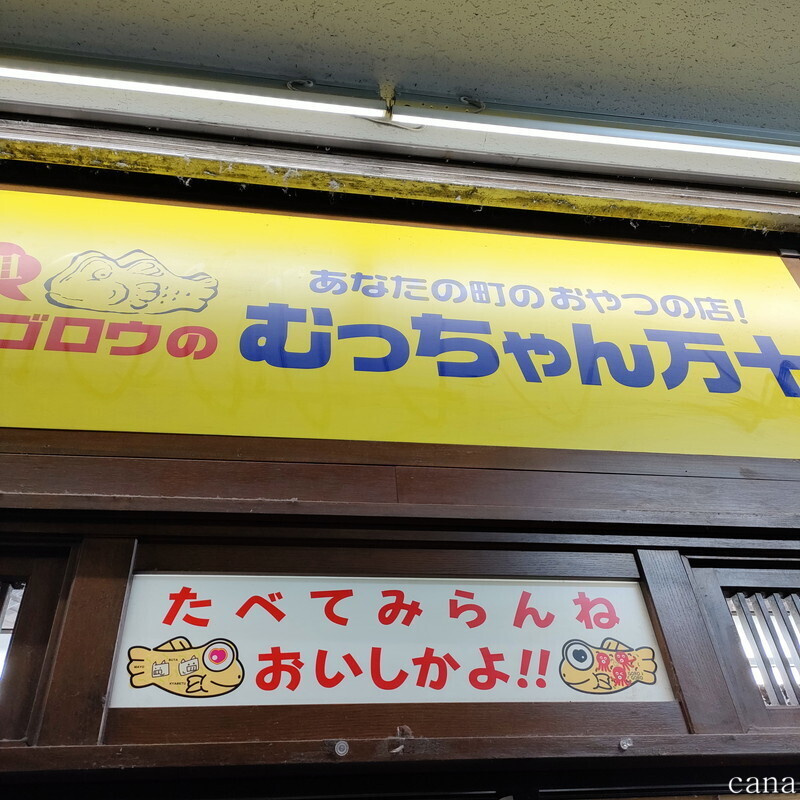 あなたの町のおやつの店!
ゴロウの むっちゃん万十
たべてみらんね
おいしかよ!!
cana